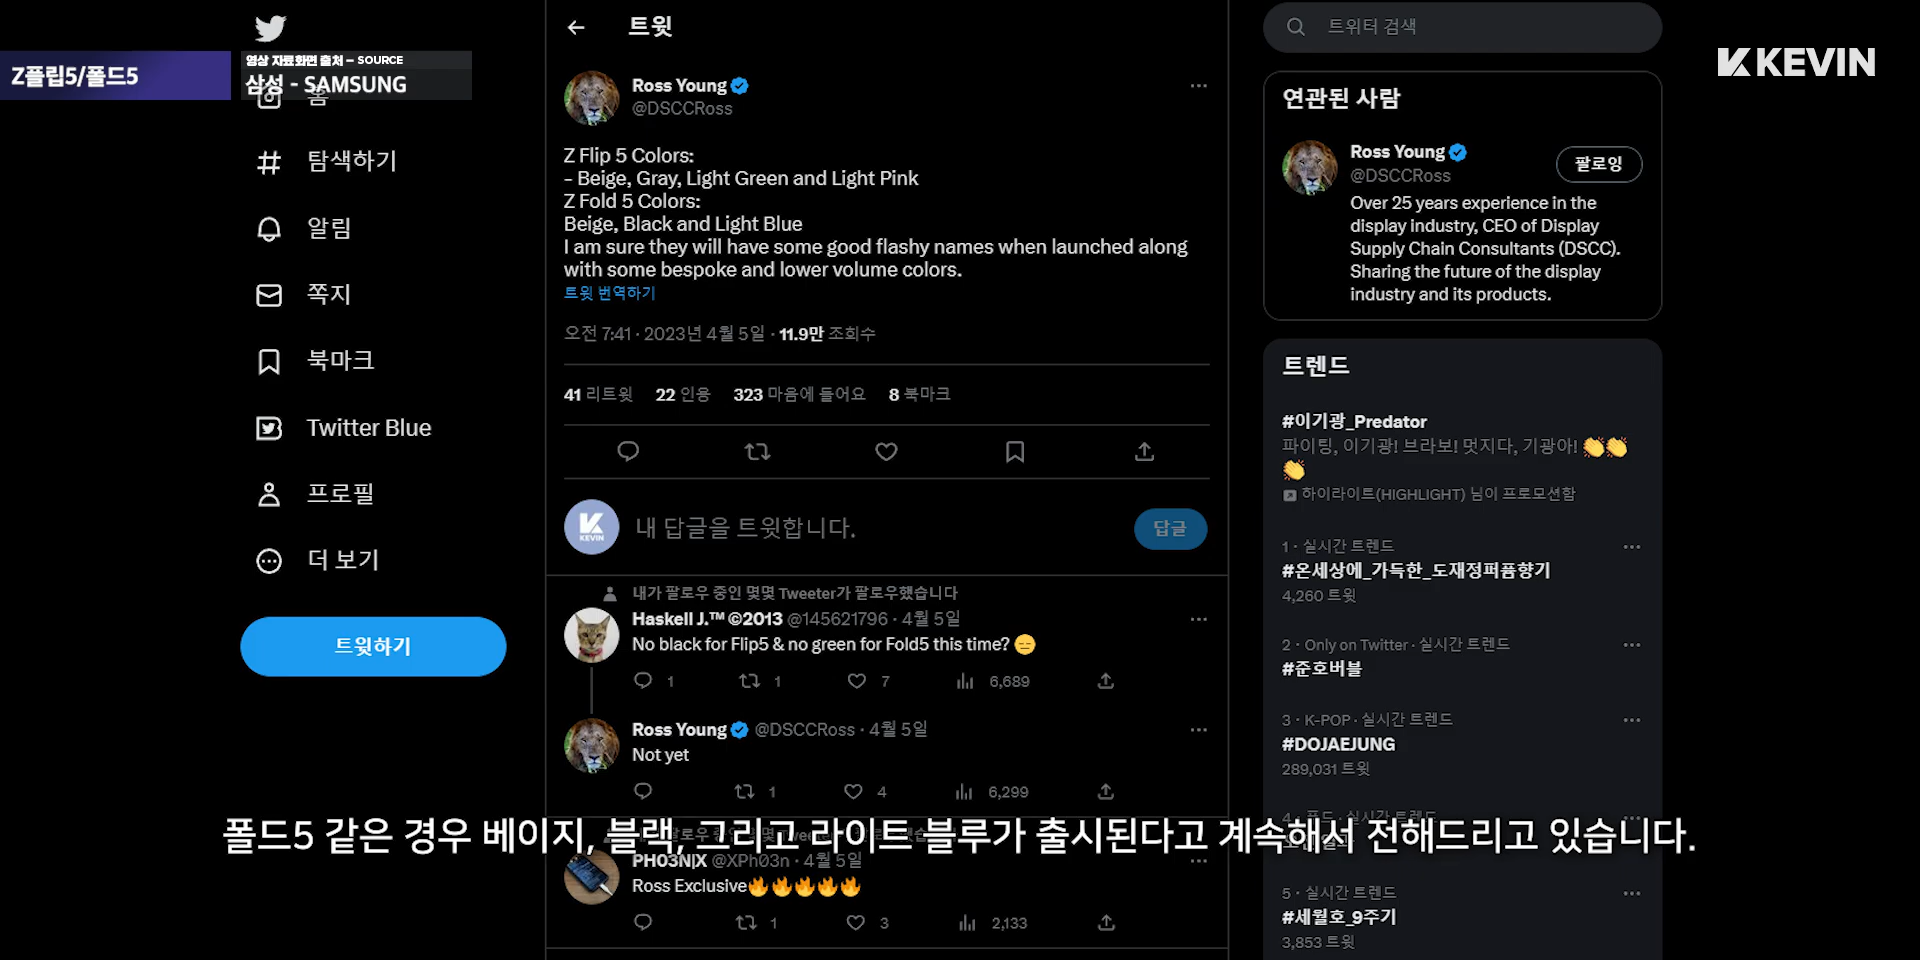 Z플립5/폴드5
영상 자료화면 출처 – SOURCE
삼성 - SAMSUNG
KEVIN
홈
탐색하기
알림
쪽지
북마크
Twitter Blue
프로필
더 보기
트윗하기
트윗
Ross Young
@DSCCRoss
Z Flip 5 Colors:
- Beige, Gray, Light Green and Light Pink
Z Fold 5 Colors:
Beige, Black and Light Blue
I am sure they will have some good flashy names when launched along
with some bespoke and lower volume colors.
트윗 번역하기
오전 7:41 · 2023년 4월 5일 · 11.9만 조회수
41 리트윗 22 인용 323 마음에 들어요 8 북마크
KEVIN
내 답글을 트윗합니다.
답글
내가 팔로우 중인 몇몇 Tweeter가 팔로우했습니다
Haskell J.™ ©2013 @145621796 · 4월 5일
No black for Flip5 & no green for Fold5 this time? 😑
1 1 7 6,689
Ross Young @DSCCRoss · 4월 5일
Not yet
1 4 6,299
PH03N|X @XPh03n · 4월 5일
Ross Exclusive🔥🔥🔥🔥🔥
1 3 2,133
트위터 검색
연관된 사람
Ross Young
@DSCCRoss
팔로잉
Over 25 years experience in the
display industry, CEO of Display
Supply Chain Consultants (DSCC).
Sharing the future of the display
industry and its products.
트렌드
#이기광_Predator
파이팅, 이기광! 브라보! 멋지다, 기광아! 👏👏
👏
하이라이트(HIGHLIGHT) 님이 프로모션함
1 · 실시간 트렌드
#온세상에_가득한_도재정퍼퓸향기
4,260 트윗
2 · Only on Twitter · 실시간 트렌드
#준호버블
3 · K-POP · 실시간 트렌드
#DOJAEJUNG
289,031 트윗
4 · 푸드 · 실시간 트렌드
5 · 실시간 트렌드
#세월호_9주기
3,853 트윗
폴드5 같은 경우 베이지, 블랙, 그리고 라이트 블루가 출시된다고 계속해서 전해드리고 있습니다.